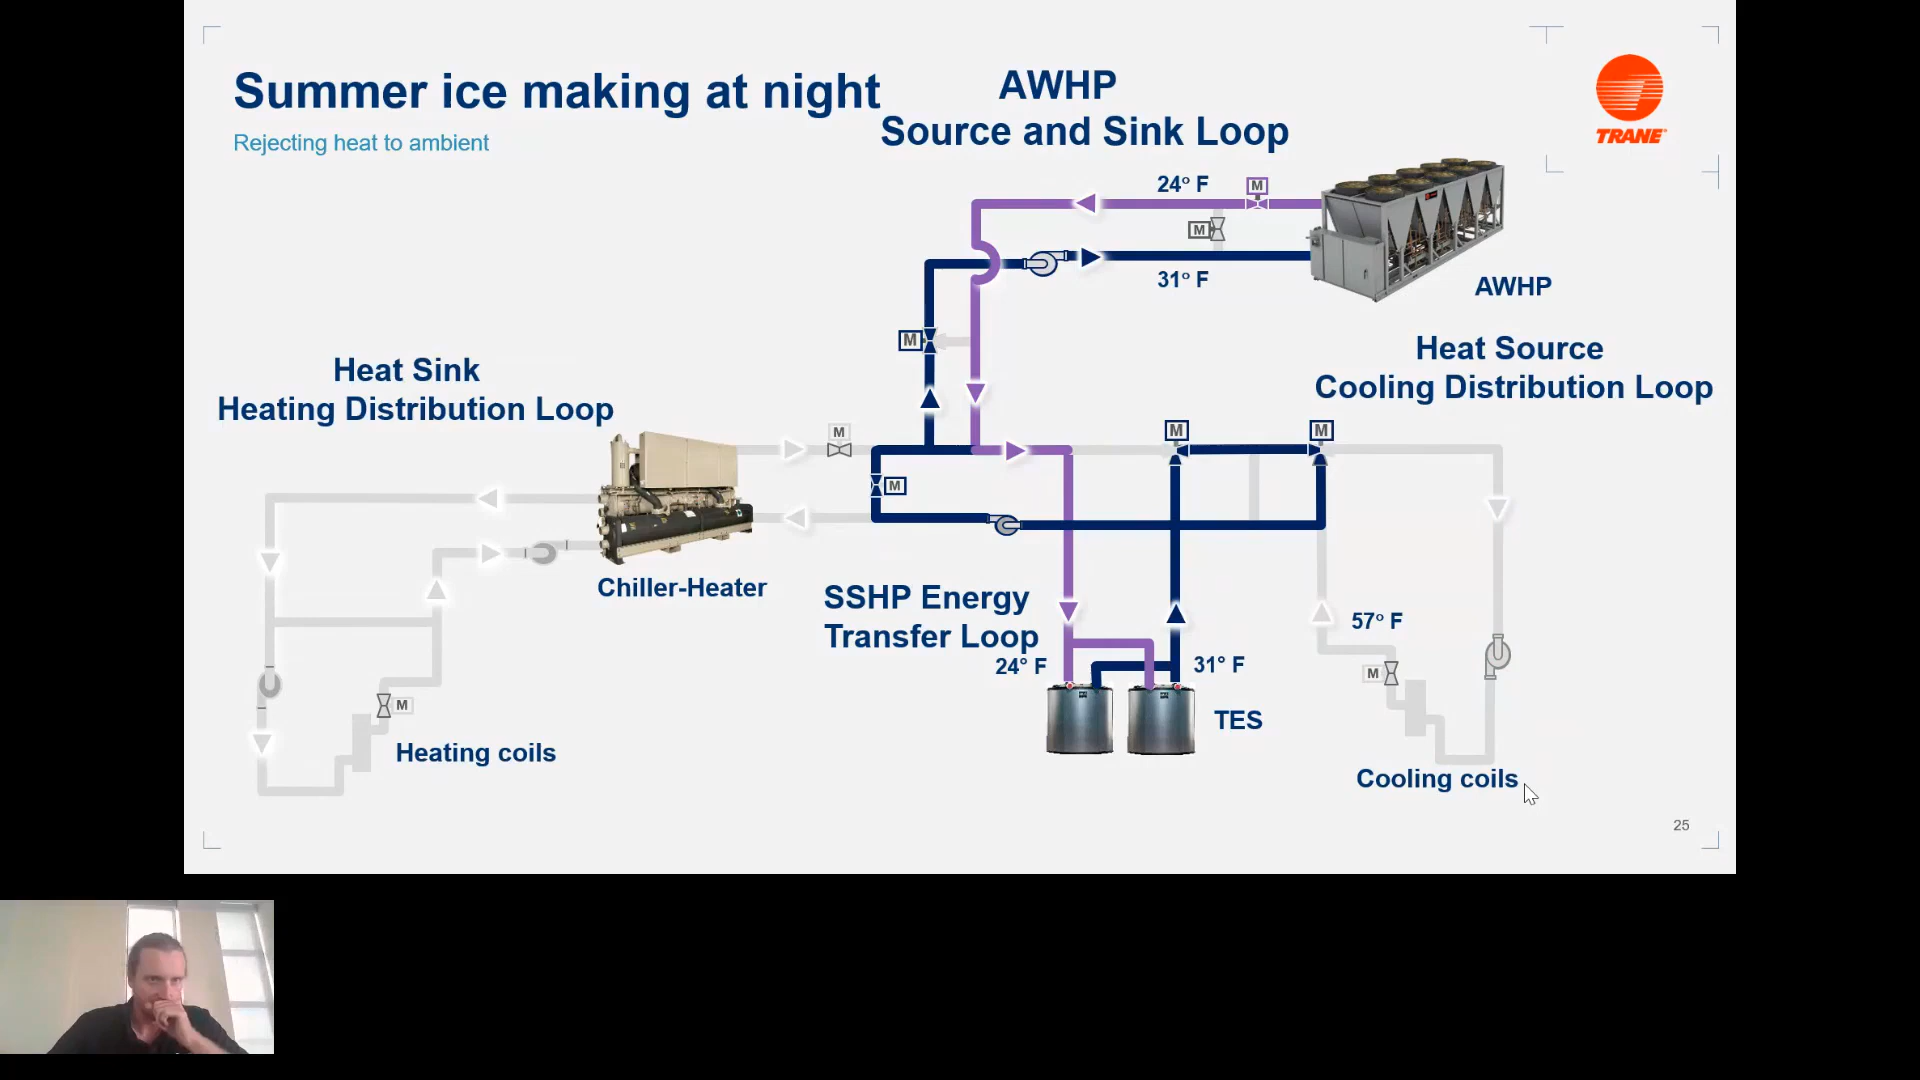 Summer ice making at night
Rejecting heat to ambient
AWHP
Source and Sink Loop
TRANE
24° F
M
M
31° F
AWHP
M
Heat Source
Cooling Distribution Loop
Heat Sink
Heating Distribution Loop
M
M
M
M
Chiller-Heater
SSHP Energy
Transfer Loop
24° F
31° F
57° F
M
TES
M
Heating coils
Cooling coils
25